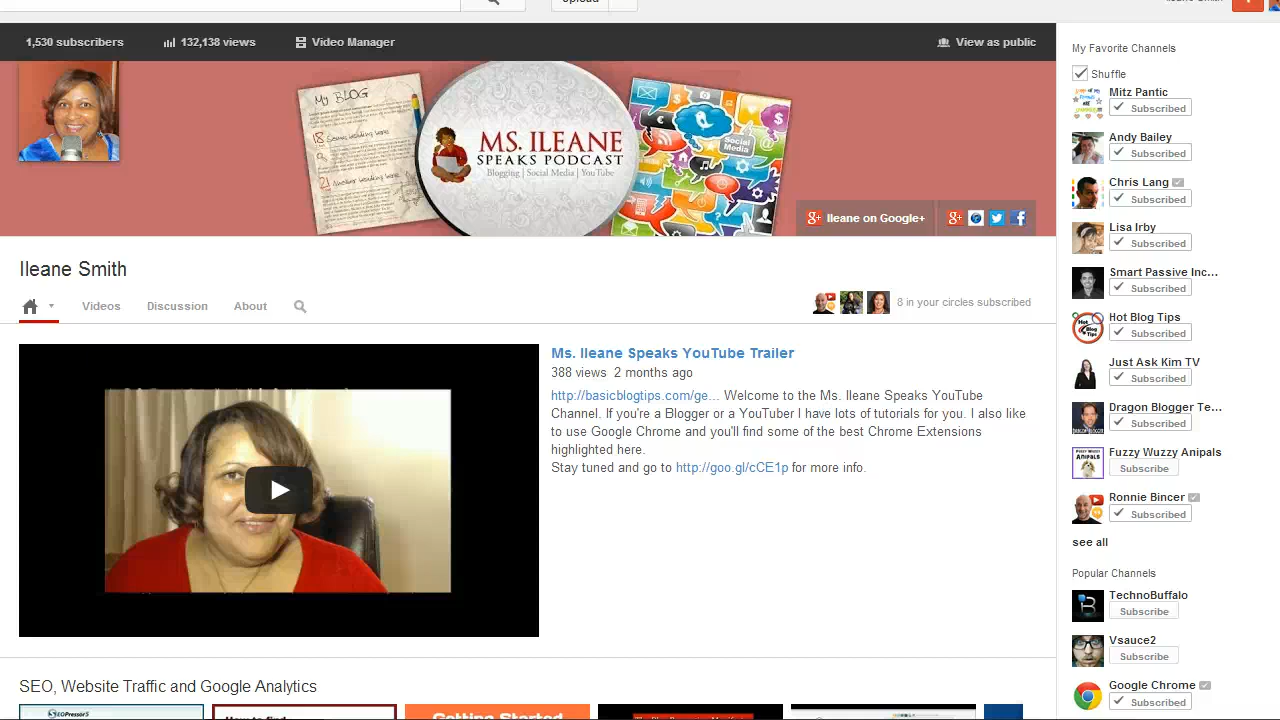 Upload
1,530 subscribers
132,138 views
Video Manager
View as public
MY BLOG
MS. ILEANE
SPEAKS PODCAST
Blogging | Social Media | YouTube
Social
Media
Ileane on Google+
Ileane Smith
Videos
Discussion
About
8 in your circles subscribed
Ms. Ileane Speaks YouTube Trailer
388 views 2 months ago
http://basicblogtips.com/ge... Welcome to the Ms. Ileane Speaks YouTube
Channel. If you're a Blogger or a YouTuber I have lots of tutorials for you. I also like
to use Google Chrome and you'll find some of the best Chrome Extensions
highlighted here.
Stay tuned and go to http://goo.gl/cCE1p for more info.
SEO, Website Traffic and Google Analytics
SEOPressor5
How to find
Getting Started
My Favorite Channels
Shuffle
Mitz Pantic
Subscribed
Andy Bailey
Subscribed
Chris Lang
Subscribed
Lisa Irby
Subscribed
Smart Passive Inc...
Subscribed
Hot Blog Tips
Subscribed
Just Ask Kim TV
Subscribed
Dragon Blogger Te...
Subscribed
Fuzzy Wuzzy Anipals
Subscribe
Ronnie Bincer
Subscribed
see all
Popular Channels
TechnoBuffalo
Subscribe
Vsauce2
Subscribe
Google Chrome
Subscribed